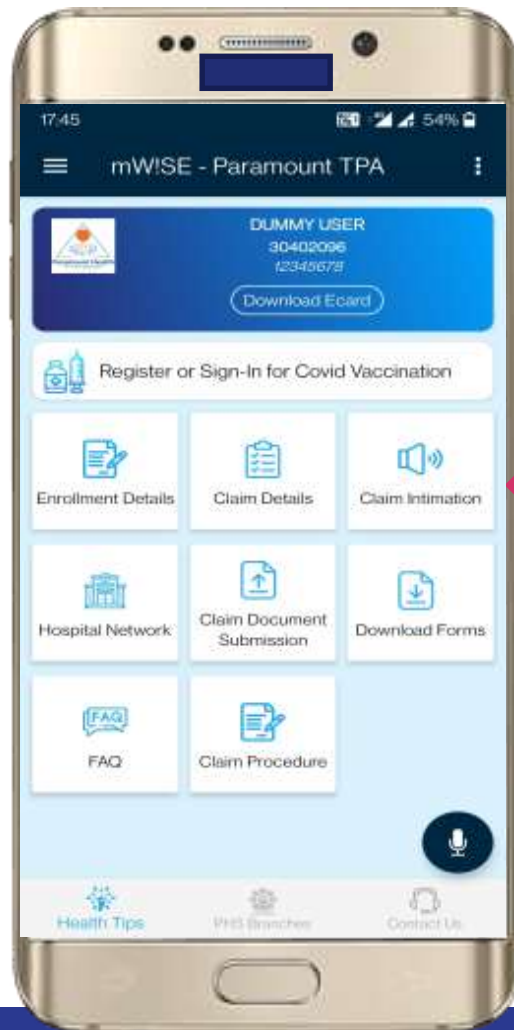 17:45
54%
mW!SE - Paramount TPA
DUMMY USER
30402096
12345678
Download Ecard
Register or Sign-In for Covid Vaccination
Enrollment Details
Claim Details
Claim Intimation
Hospital Network
Claim Document
Submission
Download Forms
FAQ
FAQ
Claim Procedure
Health Tips
PHS Branches
Contact Us